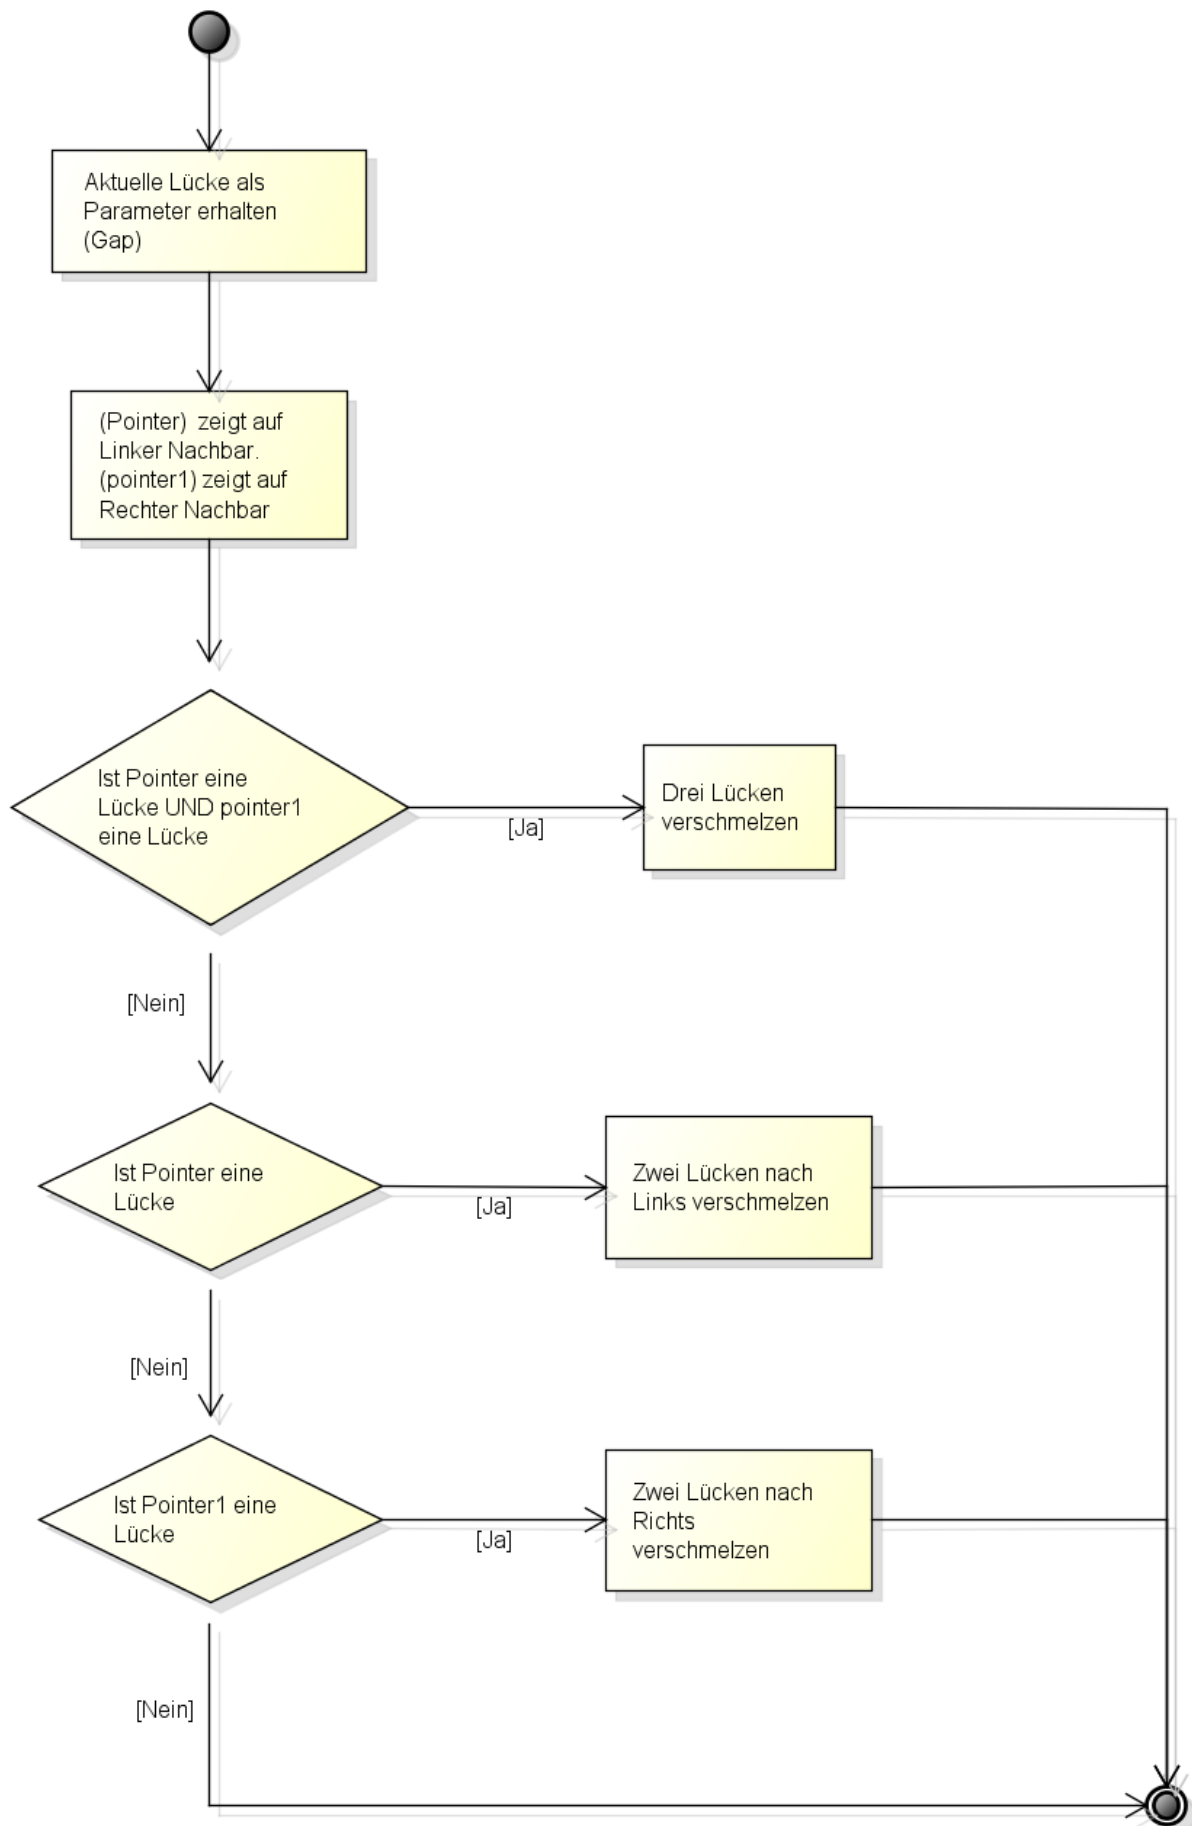 Aktuelle Lücke als
Parameter erhalten
(Gap)
(Pointer)  zeigt auf
Linker Nachbar.
(pointer1) zeigt auf
Rechter Nachbar
Ist Pointer eine
Lücke UND pointer1
eine Lücke
[Ja]
Drei Lücken
verschmelzen
[Nein]
Ist Pointer eine
Lücke
[Ja]
Zwei Lücken nach
Links verschmelzen
[Nein]
Ist Pointer1 eine
Lücke
[Ja]
Zwei Lücken nach
Richts
verschmelzen
[Nein]